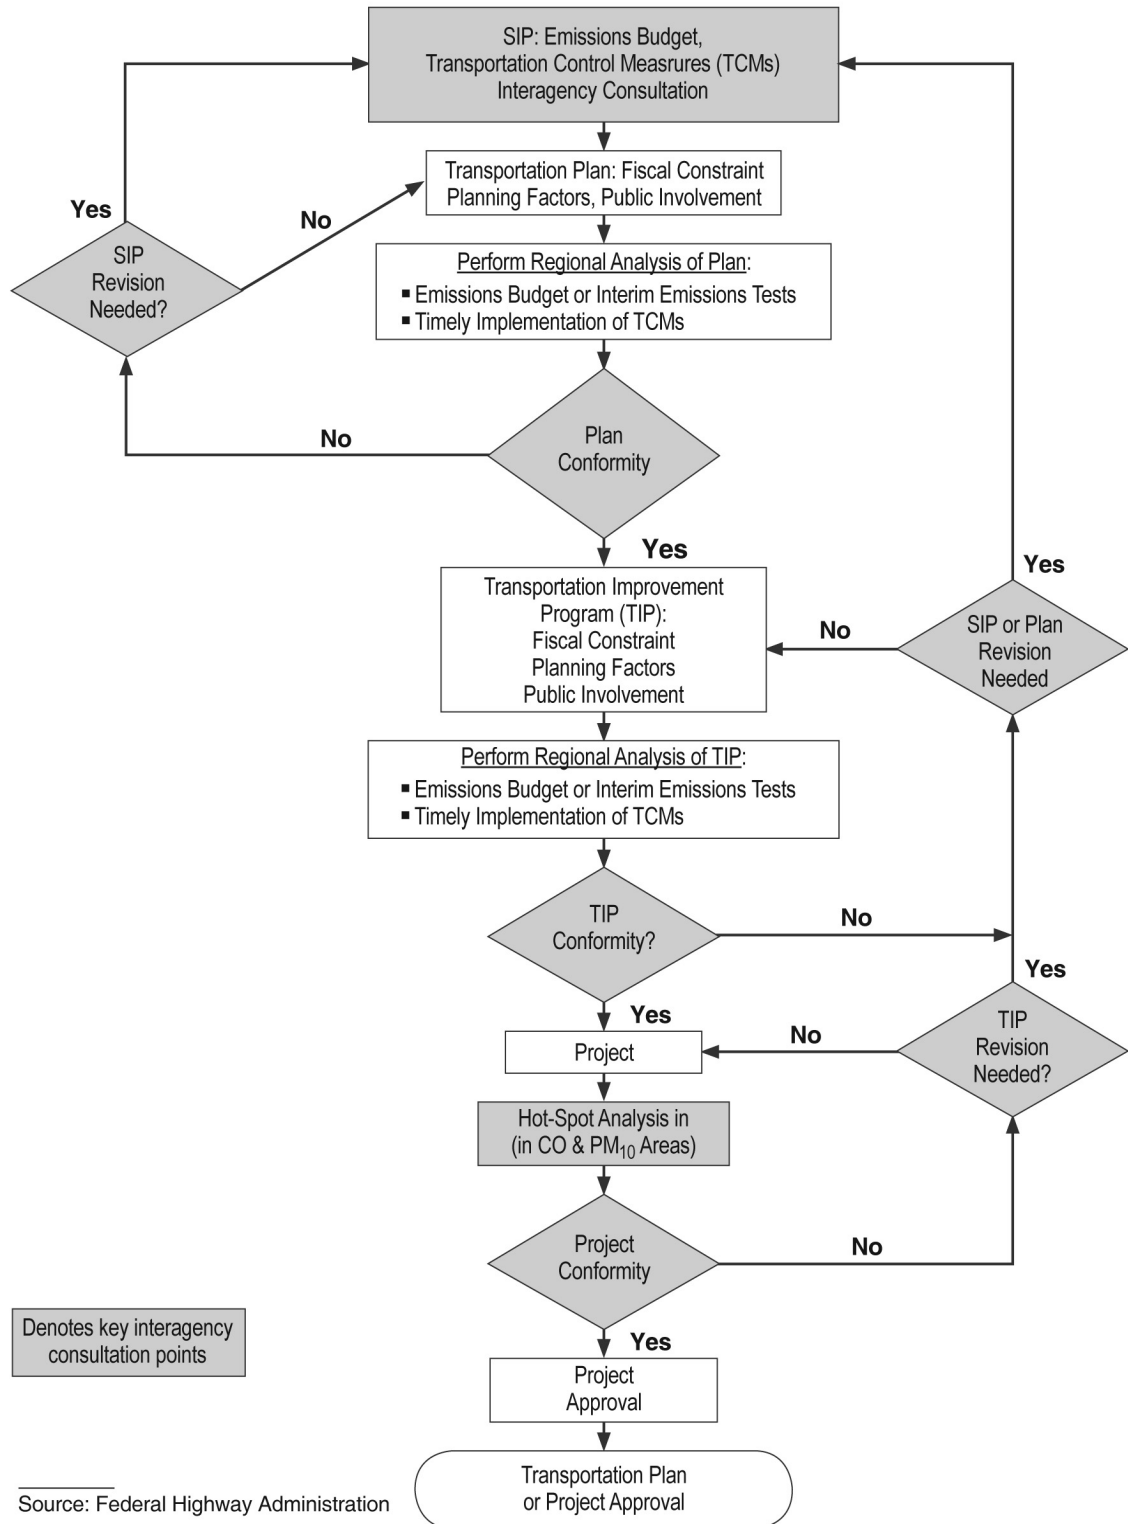 SIP: Emissions Budget,
Transportation Control Measures (TCMs)
Interagency Consultation
Transportation Plan: Fiscal Constraint
Planning Factors, Public Involvement
Yes
No
SIP
Revision
Needed?
Perform Regional Analysis of Plan:
▪ Emissions Budget or Interim Emissions Tests
▪ Timely Implementation of TCMs
No
Plan
Conformity
Yes
Transportation Improvement
Program (TIP):
Fiscal Constraint
Planning Factors
Public Involvement
No
Yes
SIP or Plan
Revision
Needed
Perform Regional Analysis of TIP:
▪ Emissions Budget or Interim Emissions Tests
▪ Timely Implementation of TCMs
TIP
Conformity?
No
Yes
Yes
TIP
Revision
Needed?
No
Project
Hot-Spot Analysis in
(in CO & PM10 Areas)
Project
Conformity
No
Yes
Denotes key interagency
consultation points
Project
Approval
Transportation Plan
or Project Approval
Source: Federal Highway Administration